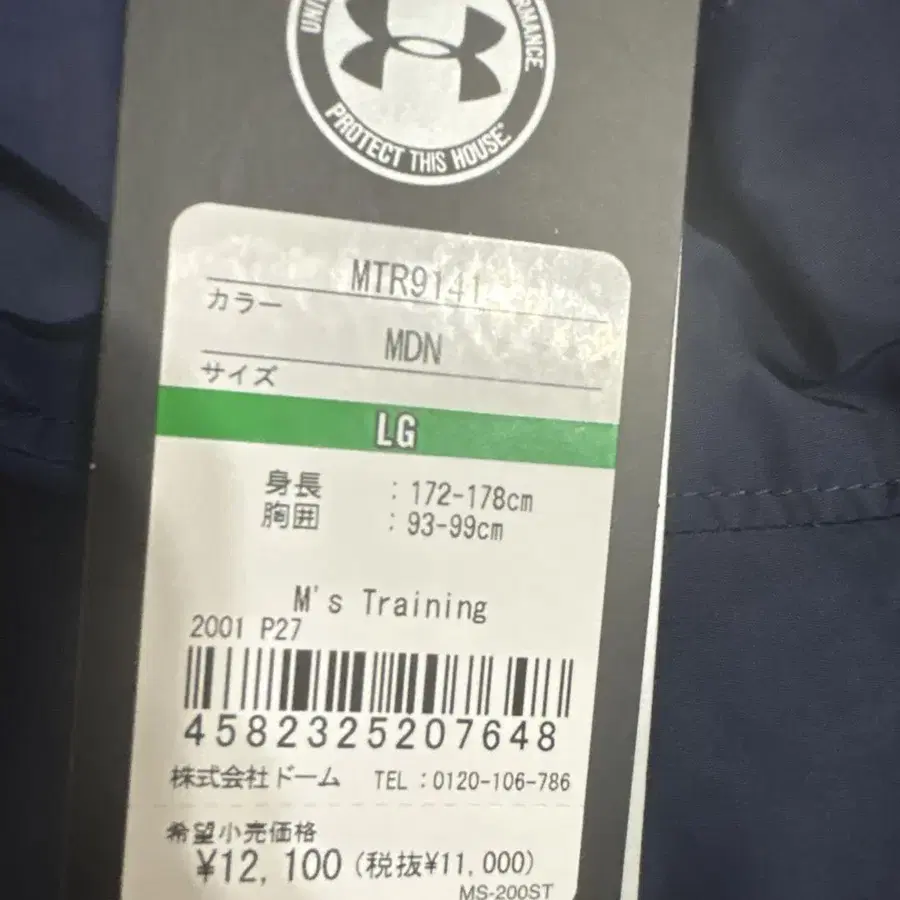 PROTECT THIS HOUSE
MTR9141
カラー
MDN
サイズ
LG
身長 : 172-178cm
胸囲 : 93-99cm
M's Training
2001 P27
4582325207648
株式会社ドーム TEL:0120-106-786
希望小売価格
¥12,100 (税抜¥11,000)
MS-200ST